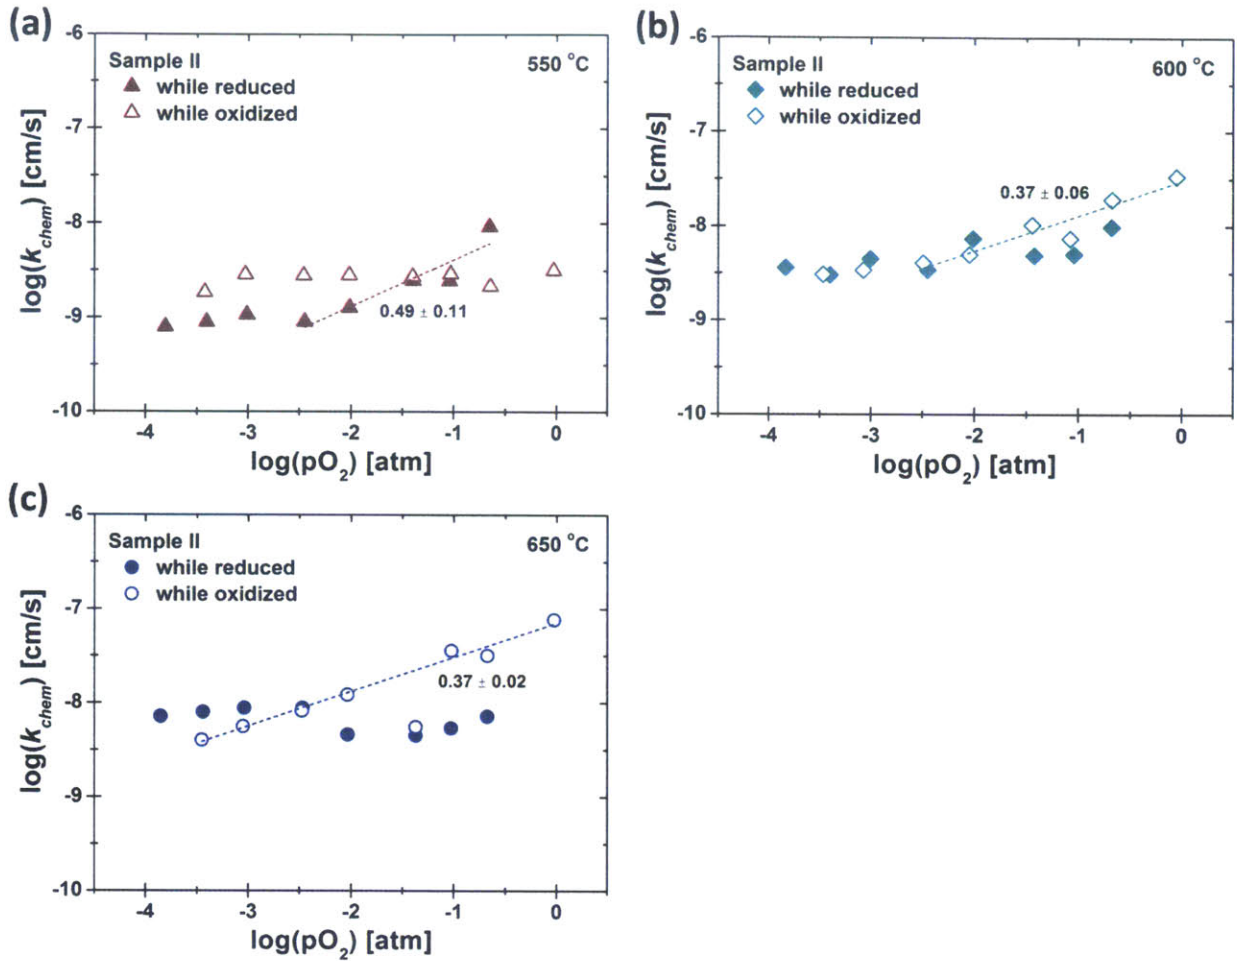 (a)
-6
-7
-8
-9
-10
log(k_chem) [cm/s]
Sample II
while reduced
while oxidized
550 °C
0.49 ± 0.11
-4 -3 -2 -1 0
log(pO₂) [atm]
(b)
-6
-7
-8
-9
-10
log(k_chem) [cm/s]
Sample II
while reduced
while oxidized
600 °C
0.37 ± 0.06
-4 -3 -2 -1 0
log(pO₂) [atm]
(c)
-6
-7
-8
-9
-10
log(k_chem) [cm/s]
Sample II
while reduced
while oxidized
650 °C
0.37 ± 0.02
-4 -3 -2 -1 0
log(pO₂) [atm]